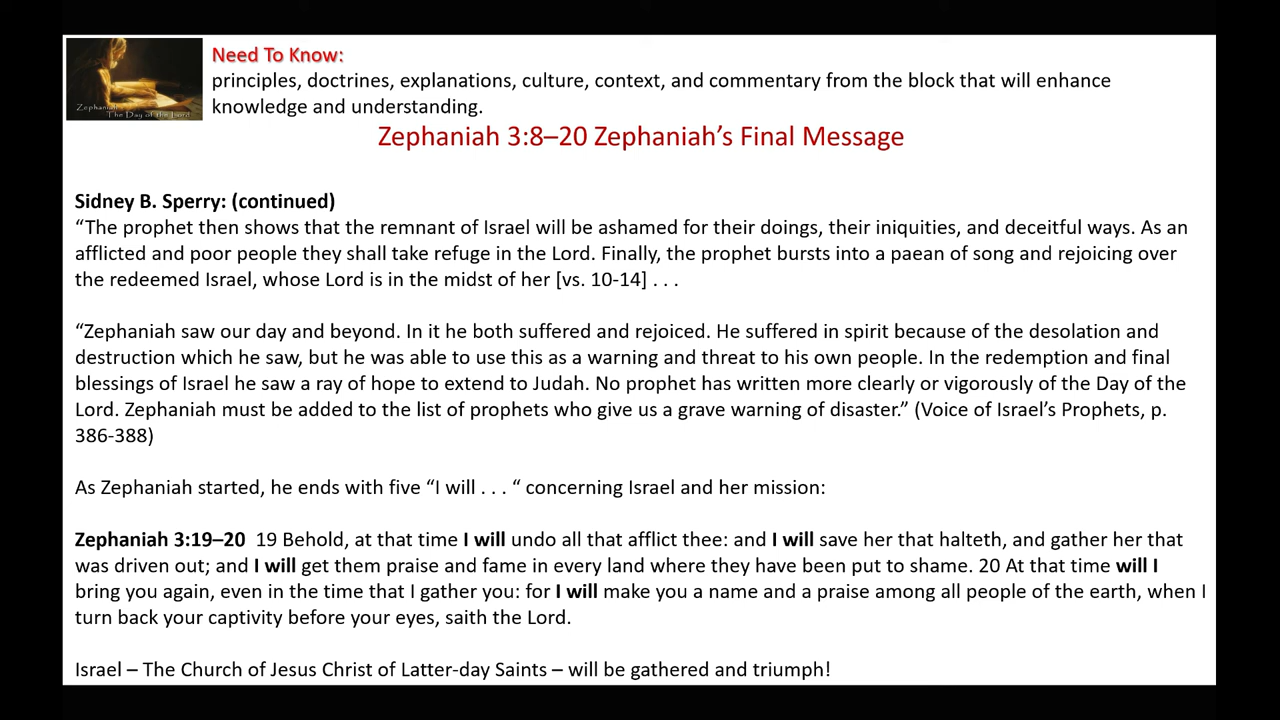 Need To Know:
principles, doctrines, explanations, culture, context, and commentary from the block that will enhance
knowledge and understanding.
Zephaniah
The Day of the Lord
Zephaniah 3:8–20 Zephaniah’s Final Message
Sidney B. Sperry: (continued)
“The prophet then shows that the remnant of Israel will be ashamed for their doings, their iniquities, and deceitful ways. As an
afflicted and poor people they shall take refuge in the Lord. Finally, the prophet bursts into a paean of song and rejoicing over
the redeemed Israel, whose Lord is in the midst of her [vs. 10-14] . . .
“Zephaniah saw our day and beyond. In it he both suffered and rejoiced. He suffered in spirit because of the desolation and
destruction which he saw, but he was able to use this as a warning and threat to his own people. In the redemption and final
blessings of Israel he saw a ray of hope to extend to Judah. No prophet has written more clearly or vigorously of the Day of the
Lord. Zephaniah must be added to the list of prophets who give us a grave warning of disaster.” (Voice of Israel’s Prophets, p.
386-388)
As Zephaniah started, he ends with five “I will . . . “ concerning Israel and her mission:
Zephaniah 3:19–20  19 Behold, at that time I will undo all that afflict thee: and I will save her that halteth, and gather her that
was driven out; and I will get them praise and fame in every land where they have been put to shame. 20 At that time will I
bring you again, even in the time that I gather you: for I will make you a name and a praise among all people of the earth, when I
turn back your captivity before your eyes, saith the Lord.
Israel – The Church of Jesus Christ of Latter-day Saints – will be gathered and triumph!